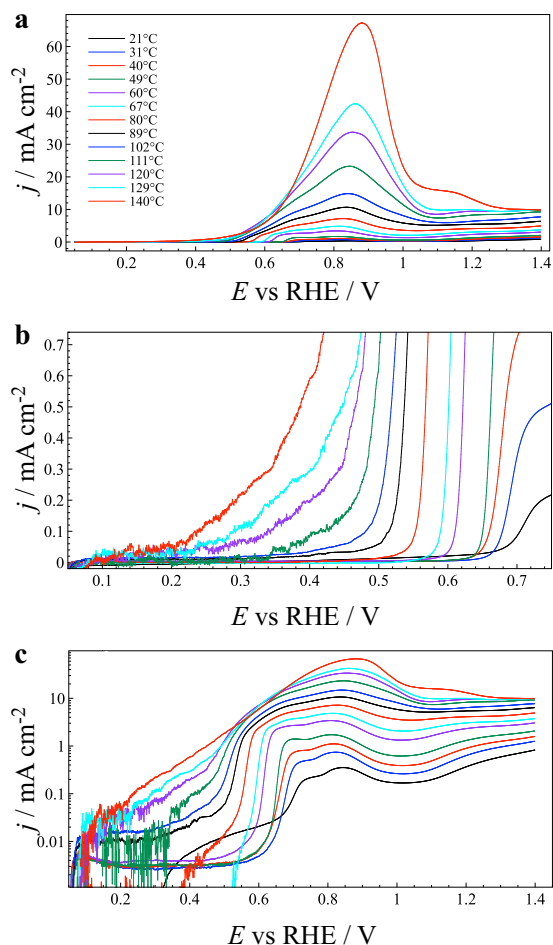 a
j / mA cm⁻²
60
50
40
30
20
10
0
21°C
31°C
40°C
49°C
60°C
67°C
80°C
89°C
102°C
111°C
120°C
129°C
140°C
0.2 0.4 0.6 0.8 1 1.2 1.4
E vs RHE / V
b
j / mA cm⁻²
0.7
0.6
0.5
0.4
0.3
0.2
0.1
0
0.1 0.2 0.3 0.4 0.5 0.6 0.7
E vs RHE / V
c
j / mA cm⁻²
10
1
0.1
0.01
0.2 0.4 0.6 0.8 1 1.2 1.4
E vs RHE / V